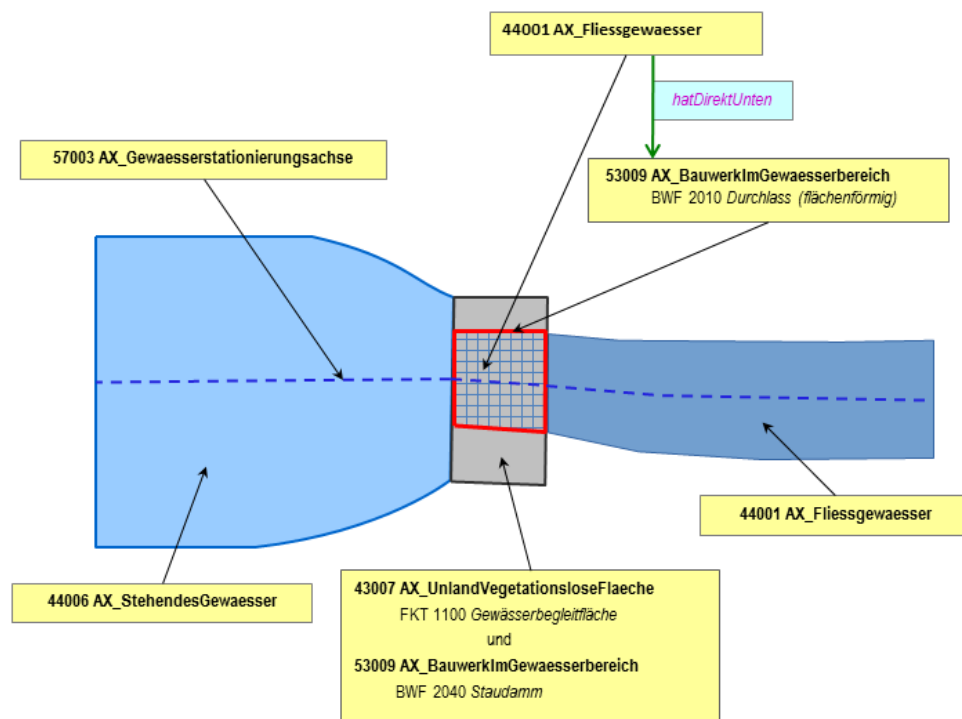 44001 AX_Fliessgewaesser
hatDirektUnten
57003 AX_Gewaesserstationierungsachse
53009 AX_BauwerkImGewaesserbereich
BWF 2010 Durchlass (flächenförmig)
44001 AX_Fliessgewaesser
44006 AX_StehendesGewaesser
43007 AX_UnlandVegetationsloseFlaeche
FKT 1100 Gewässerbegleitfläche
und
53009 AX_BauwerkImGewaesserbereich
BWF 2040 Staudamm